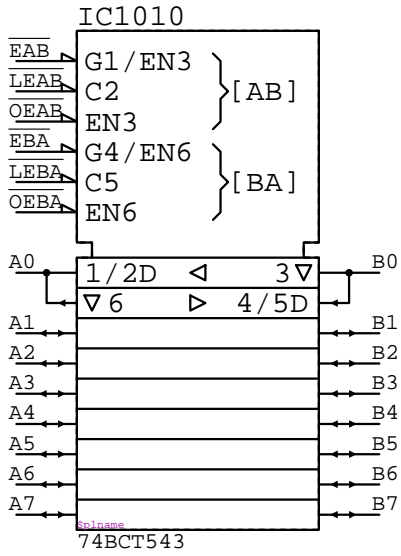 IC1010
EAB G1/EN3
LEAB C2 [AB]
OEAB EN3
EBA G4/EN6
LEBA C5 [BA]
OEBA EN6
A0 1/2D ◁ 3▽ B0
▽6 ▷ 4/5D
A1 B1
A2 B2
A3 B3
A4 B4
A5 B5
A6 B6
A7 B7
$plname
74BCT543